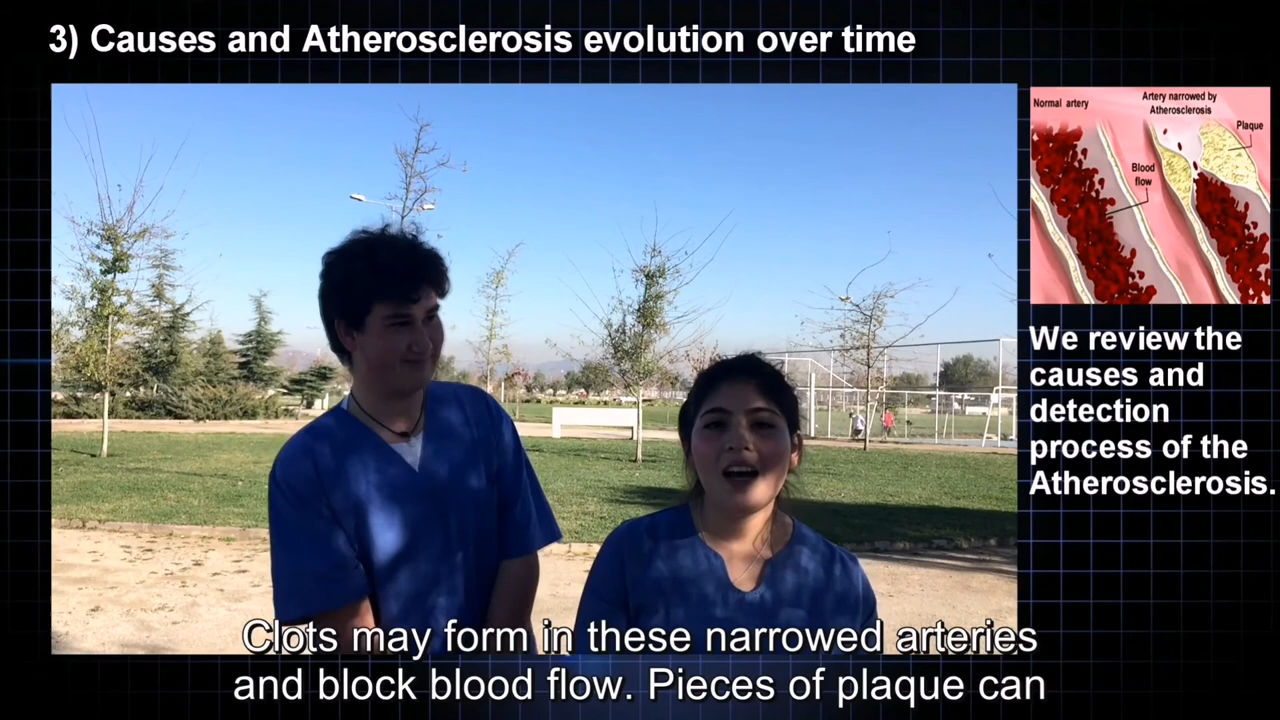 3) Causes and Atherosclerosis evolution over time
Normal artery
Artery narrowed by
Atherosclerosis
Plaque
Blood
flow
We review the
causes and
detection
process of the
Atherosclerosis.
Clots may form in these narrowed arteries
and block blood flow. Pieces of plaque can